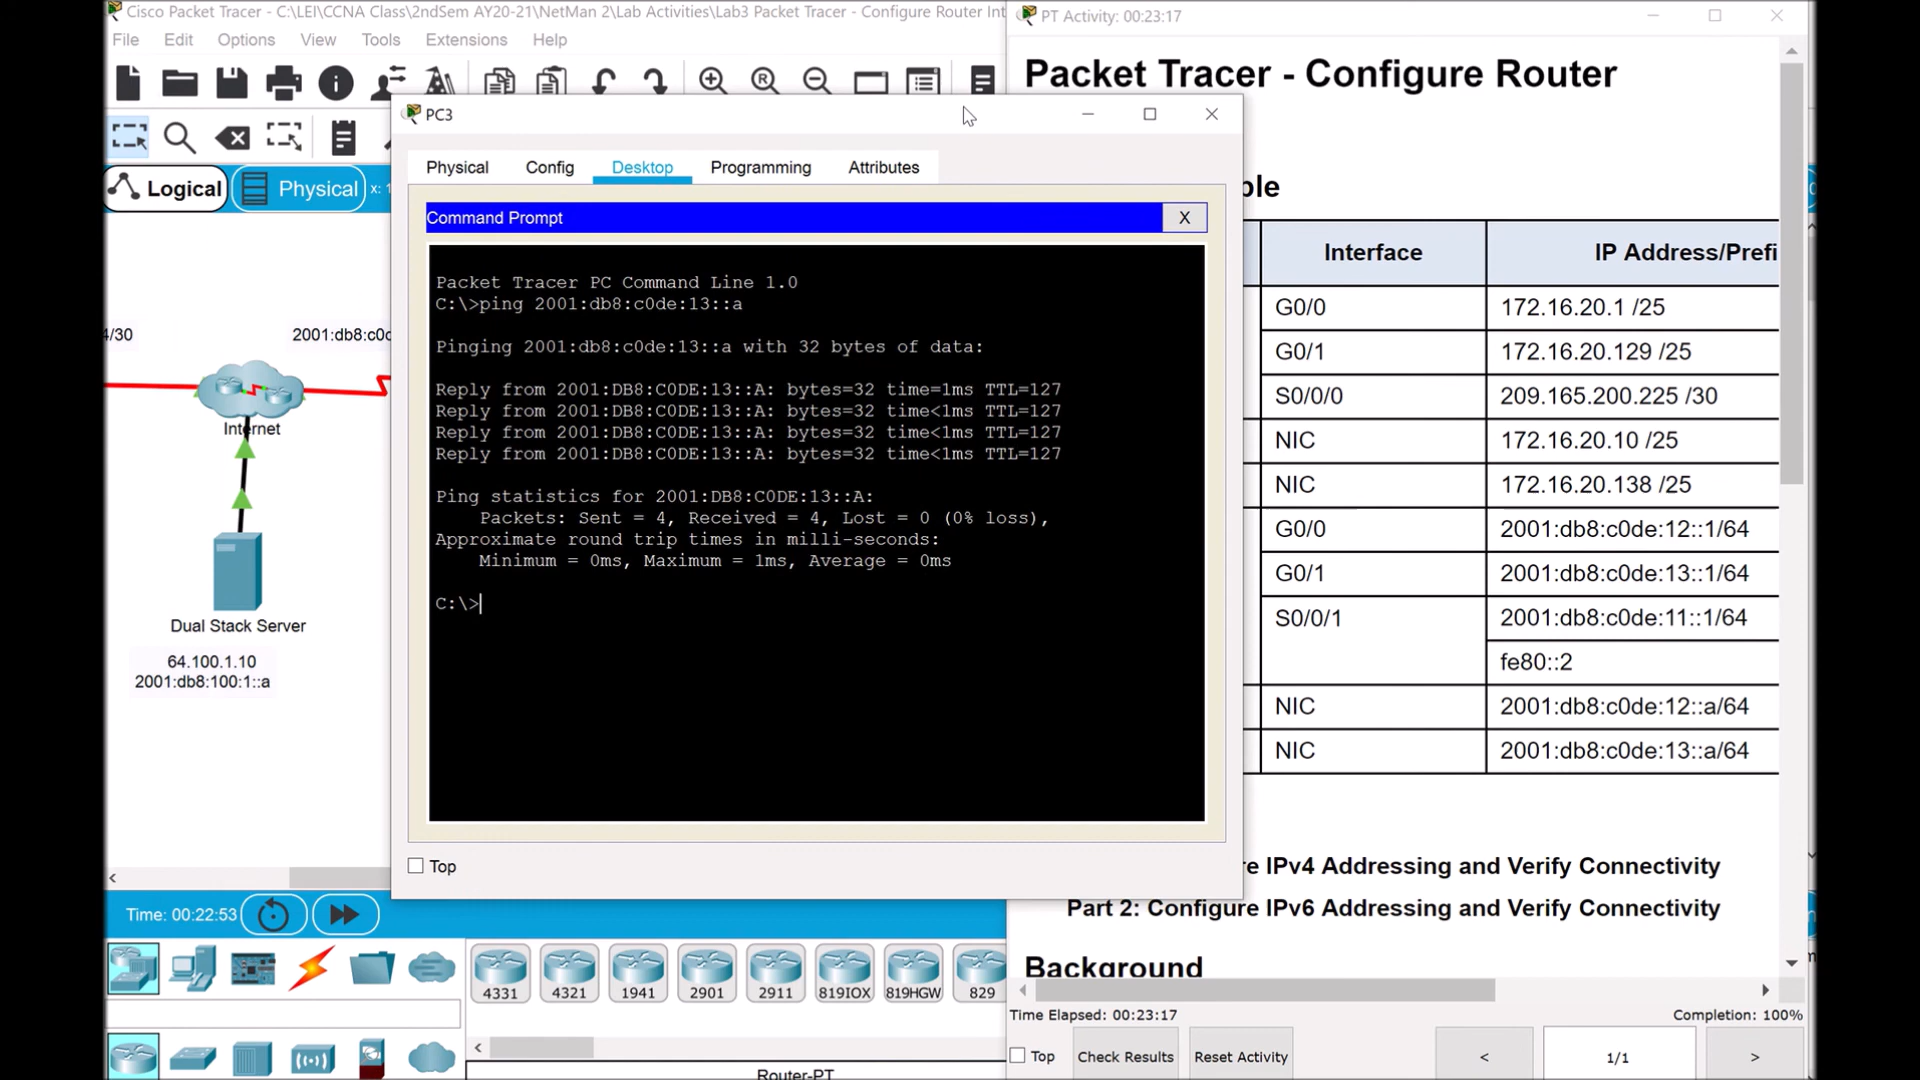 Cisco Packet Tracer - C:\LEI\CCNA Class\2ndSem AY20-21\NetMan 2\Lab Activities\Lab3 Packet Tracer - Configure Router Int
File Edit Options View Tools Extensions Help
Logical
Physical
x: 1
4/30
2001:db8:c0d
Internet
Dual Stack Server
64.100.1.10
2001:db8:100:1::a
Time: 00:22:53
4331
4321
1941
2901
2911
819IOX
819HGW
829
Router-PT
PC3
Physical Config Desktop Programming Attributes
Command Prompt
X
Packet Tracer PC Command Line 1.0
C:\>ping 2001:db8:c0de:13::a
Pinging 2001:db8:c0de:13::a with 32 bytes of data:
Reply from 2001:DB8:C0DE:13::A: bytes=32 time=1ms TTL=127
Reply from 2001:DB8:C0DE:13::A: bytes=32 time<1ms TTL=127
Reply from 2001:DB8:C0DE:13::A: bytes=32 time<1ms TTL=127
Reply from 2001:DB8:C0DE:13::A: bytes=32 time<1ms TTL=127
Ping statistics for 2001:DB8:C0DE:13::A:
Packets: Sent = 4, Received = 4, Lost = 0 (0% loss),
Approximate round trip times in milli-seconds:
Minimum = 0ms, Maximum = 1ms, Average = 0ms
C:\>
Top
PT Activity: 00:23:17
Packet Tracer - Configure Router
ble
Interface IP Address/Prefi
G0/0 172.16.20.1 /25
G0/1 172.16.20.129 /25
S0/0/0 209.165.200.225 /30
NIC 172.16.20.10 /25
NIC 172.16.20.138 /25
G0/0 2001:db8:c0de:12::1/64
G0/1 2001:db8:c0de:13::1/64
S0/0/1 2001:db8:c0de:11::1/64
fe80::2
NIC 2001:db8:c0de:12::a/64
NIC 2001:db8:c0de:13::a/64
e IPv4 Addressing and Verify Connectivity
Part 2: Configure IPv6 Addressing and Verify Connectivity
Background
Time Elapsed: 00:23:17
Completion: 100%
Top
Check Results
Reset Activity
<
1/1
>